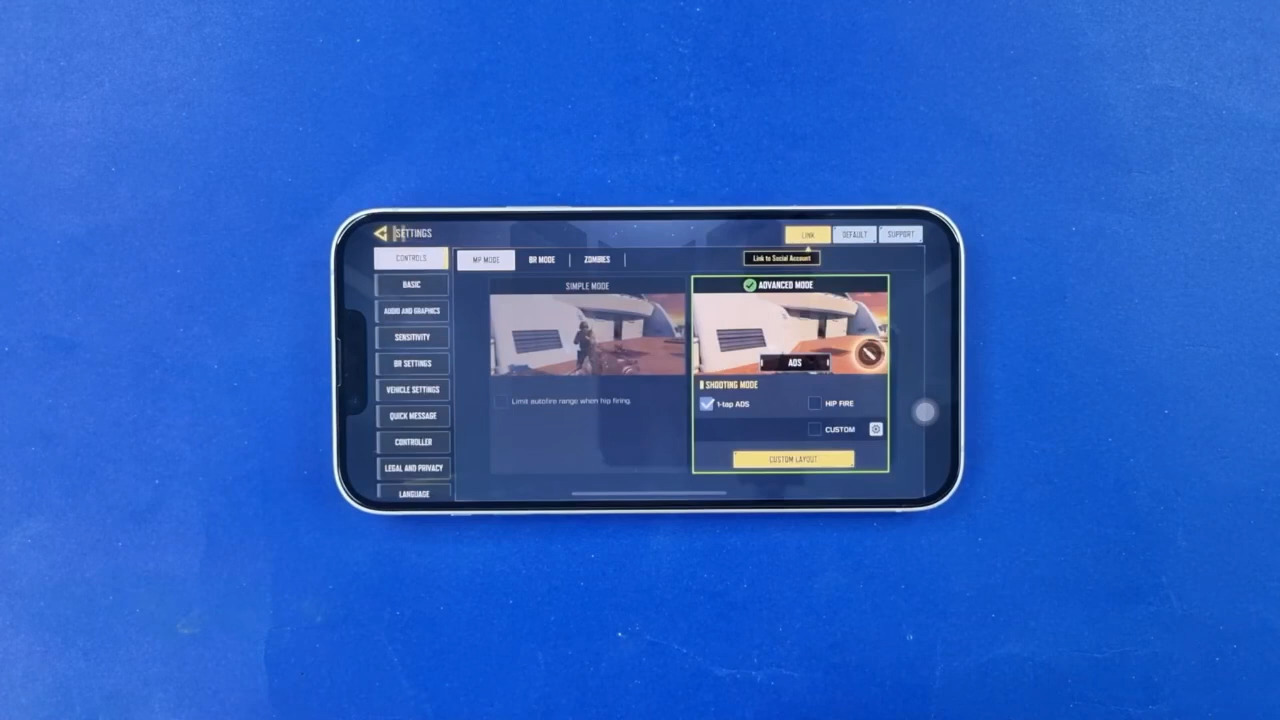 SETTINGS
LINK
DEFAULT
SUPPORT
CONTROLS
MP MODE
BR MODE
ZOMBIES
Link to Social Account
BASIC
AUDIO AND GRAPHICS
SENSITIVITY
BR SETTINGS
VEHICLE SETTINGS
QUICK MESSAGE
CONTROLLER
LEGAL AND PRIVACY
LANGUAGE
SIMPLE MODE
Limit autofire range when hip firing.
ADVANCED MODE
ADS
SHOOTING MODE
1-tap ADS
HIP FIRE
CUSTOM
CUSTOM LAYOUT